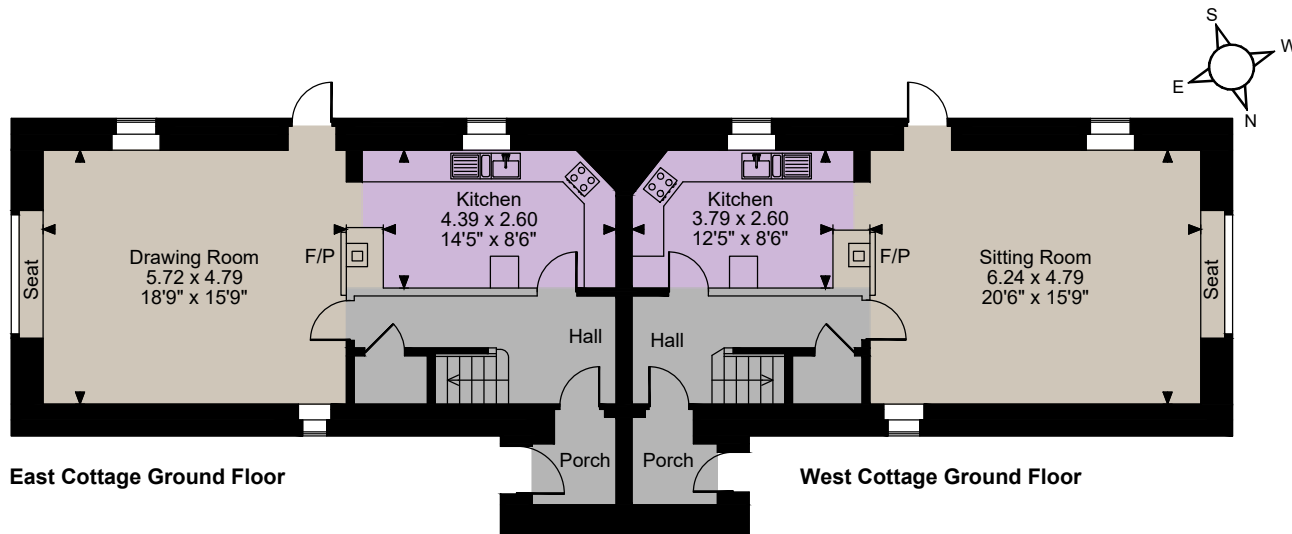 S
W
E
N
Kitchen
4.39 x 2.60
14'5" x 8'6"
Kitchen
3.79 x 2.60
12'5" x 8'6"
Seat
Drawing Room
5.72 x 4.79
18'9" x 15'9"
F/P
F/P
Sitting Room
6.24 x 4.79
20'6" x 15'9"
Seat
Hall
Hall
Porch
Porch
East Cottage Ground Floor
West Cottage Ground Floor